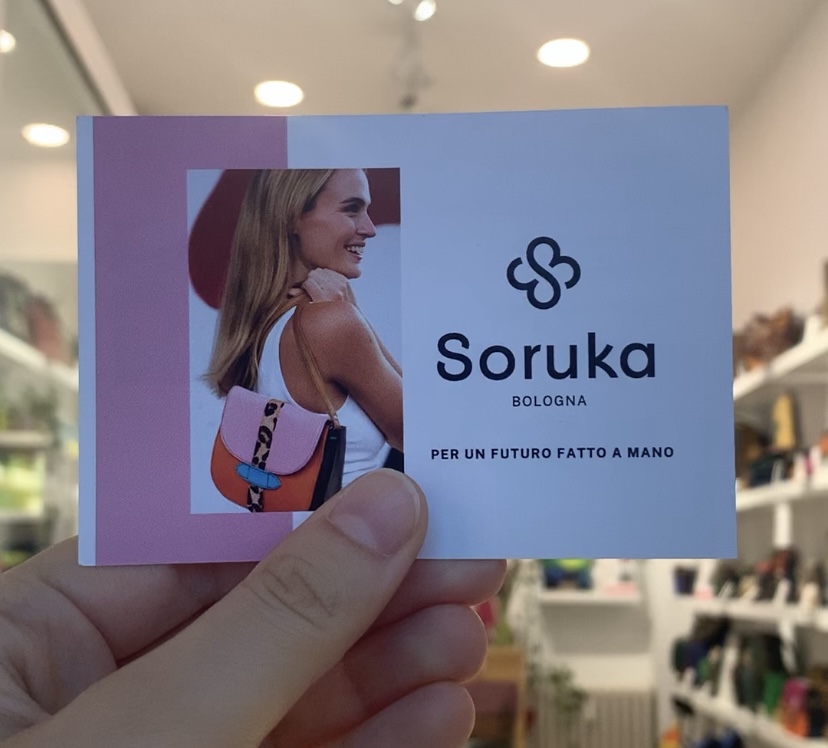 Soruka
BOLOGNA
PER UN FUTURO FATTO A MANO